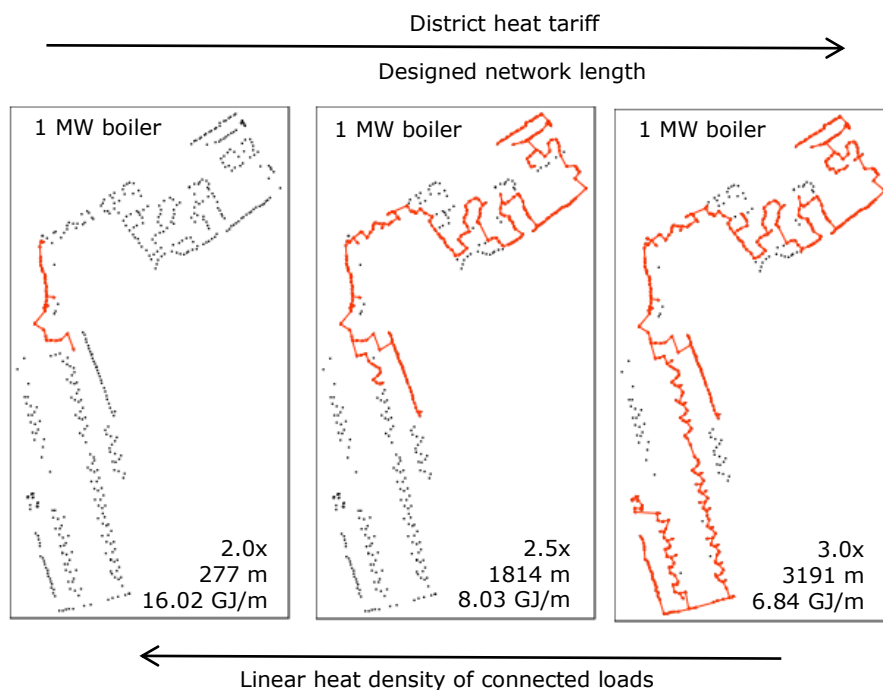 District heat tariff
Designed network length
1 MW boiler
2.0x
277 m
16.02 GJ/m
1 MW boiler
2.5x
1814 m
8.03 GJ/m
1 MW boiler
3.0x
3191 m
6.84 GJ/m
Linear heat density of connected loads